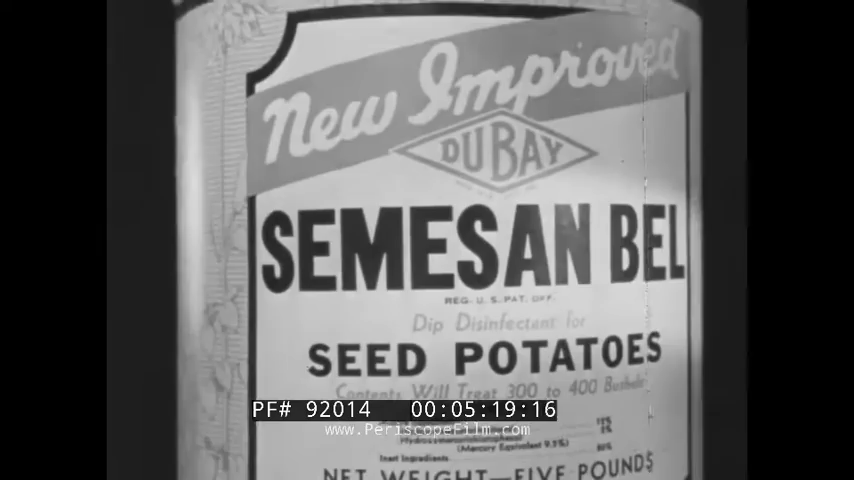 New Improved
DU BAY
SEMESAN BEL
REG. U. S. PAT. OFF.
Dip Disinfectant for
SEED POTATOES
Contents Will Treat 300 to 400 Bushels
PF# 92014 00:05:19:16
www.PeriscopeFilm.com
(Mercury Equivalent 9.5%)
Inert Ingredients
NET WEIGHT—FIVE POUNDS